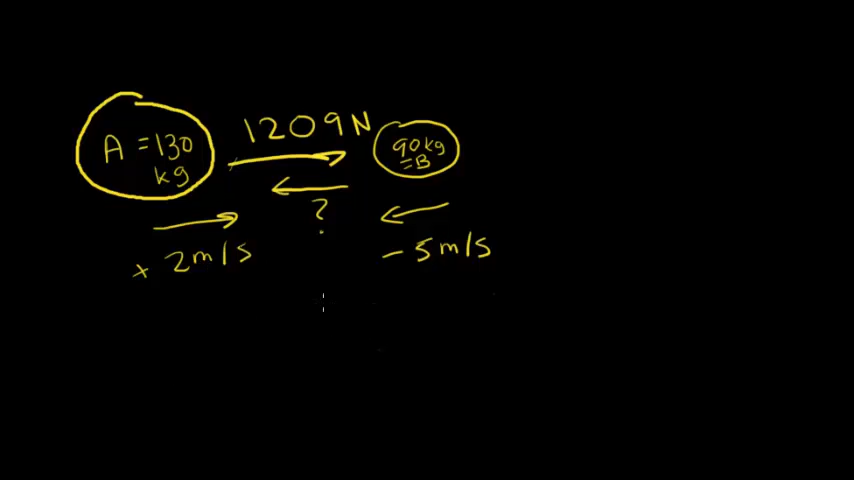 1209N
A = 130
kg
90kg
=B
?
+ 2m/s
- 5m/s